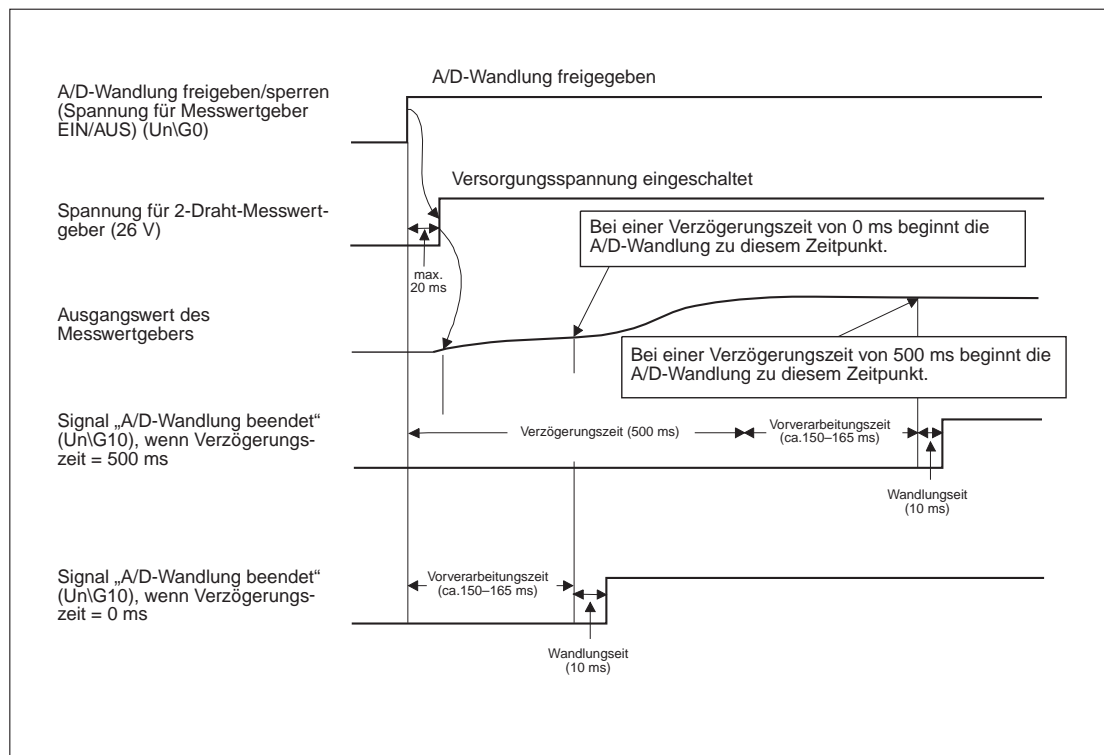 A/D-Wandlung freigegeben
A/D-Wandlung freigeben/sperren
(Spannung für Messwertgeber
EIN/AUS) (Un\G0)
Versorgungsspannung eingeschaltet
Spannung für 2-Draht-Messwert-
geber (26 V)
max.
20 ms
Bei einer Verzögerungszeit von 0 ms beginnt die
A/D-Wandlung zu diesem Zeitpunkt.
Ausgangswert des
Messwertgebers
Bei einer Verzögerungszeit von 500 ms beginnt die
A/D-Wandlung zu diesem Zeitpunkt.
Signal „A/D-Wandlung beendet“
(Un\G10), wenn Verzögerungs-
zeit = 500 ms
Verzögerungszeit (500 ms)
Vorverarbeitungszeit
(ca.150–165 ms)
Wandlungseit
(10 ms)
Signal „A/D-Wandlung beendet“
(Un\G10), wenn Verzögerungs-
zeit = 0 ms
Vorverarbeitungszeit
(ca.150–165 ms)
Wandlungseit
(10 ms)